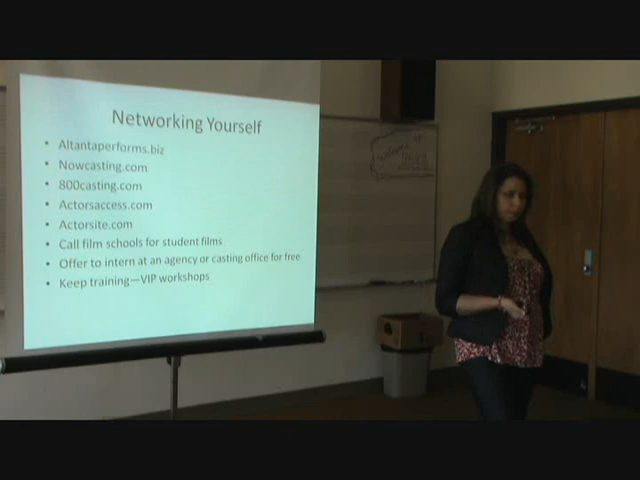 Networking Yourself
• Altantaperforms.biz
• Nowcasting.com
• 800casting.com
• Actorsaccess.com
• Actorsite.com
• Call film schools for student films
• Offer to intern at an agency or casting office for free
• Keep training—VIP workshops